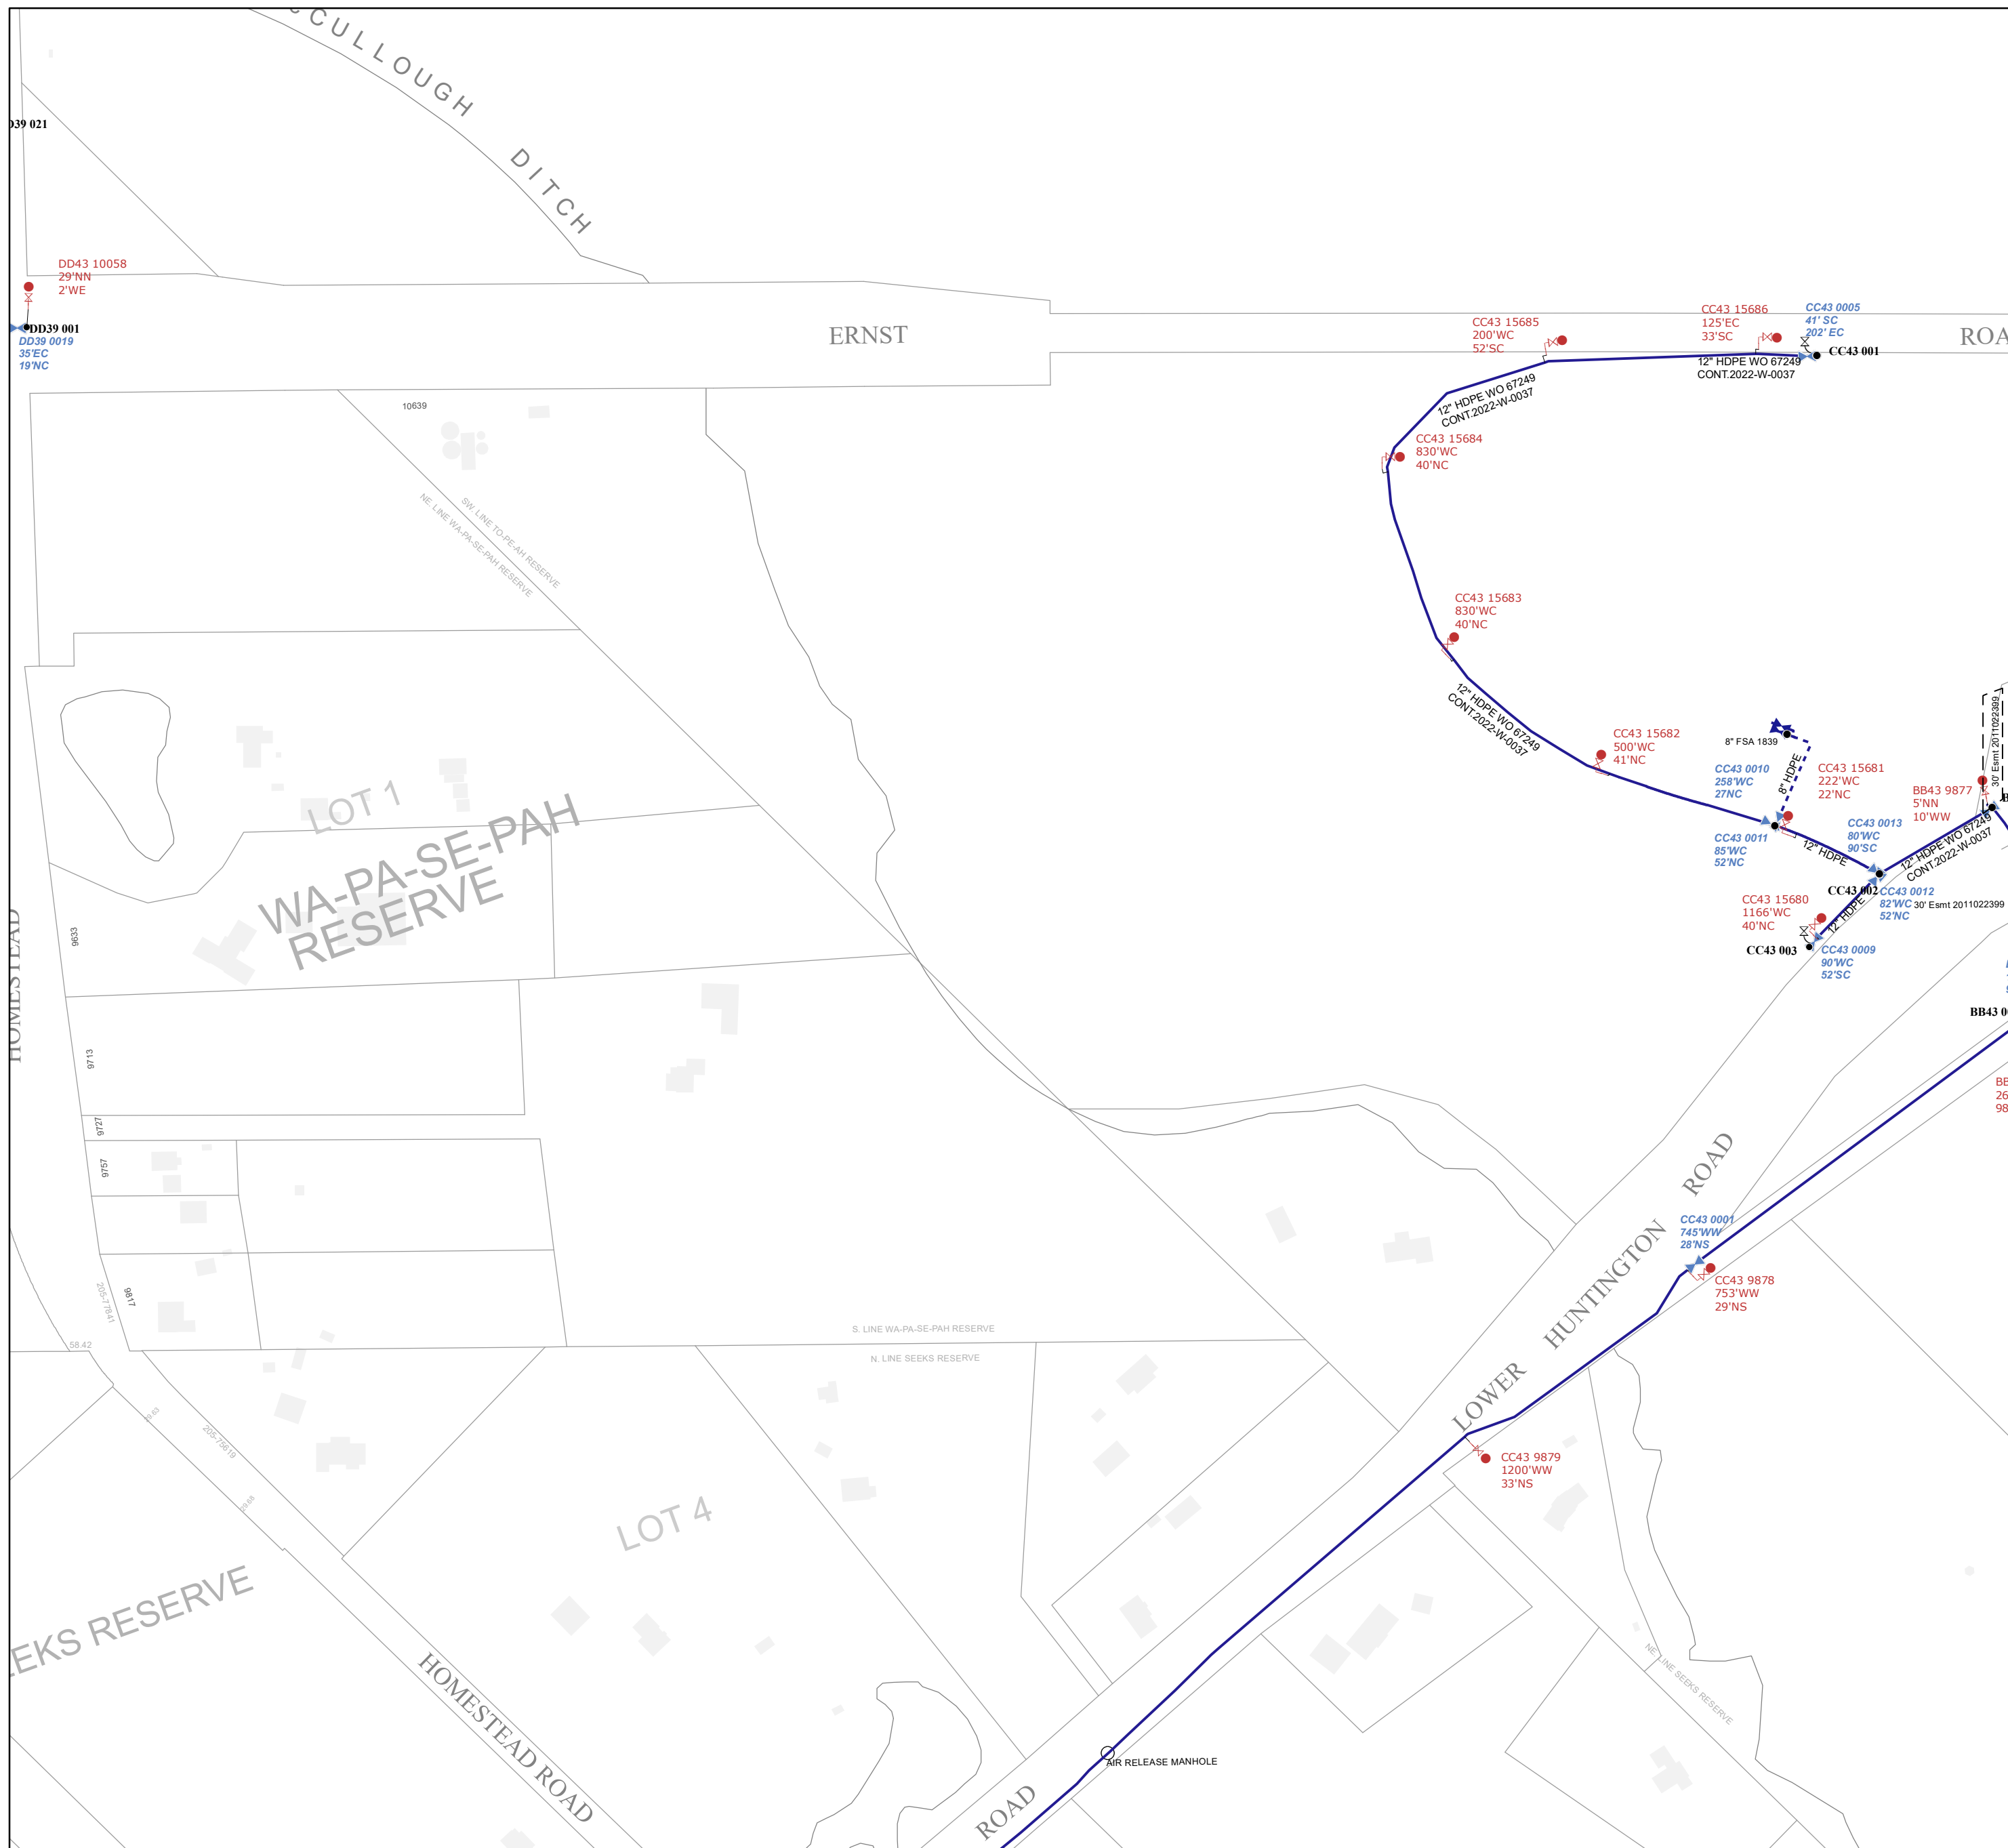 CCULLOUGH
DITCH
D39 021
DD43 10058
29'NN
2'WE
DD39 001
DD39 0019
35'EC
19'NC
ERNST
CC43 15685
200'WC
52'SC
CC43 15686
125'EC
33'SC
CC43 0005
41' SC
202' EC
CC43 001
12" HDPE WO 67249
CONT.2022-W-0037
12" HDPE WO 67249
CONT.2022-W-0037
10639
CC43 15684
830'WC
40'NC
SW. LINE TO-PE-AH RESERVE
NE. LINE WA-PA-SE-PAH RESERVE
CC43 15683
830'WC
40'NC
12" HDPE WO 67249
CONT.2022-W-0037
CC43 15682
500'WC
41'NC
8" FSA 1839
8" HDPE
CC43 0010
258'WC
27NC
CC43 15681
222'WC
22'NC
30' Esmt 2011022399
BB43 9877
5'NN
10'WW
CC43 0011
85'WC
52'NC
CC43 0013
80'WC
90'SC
12" HDPE
12" HDPE WO 67249
CONT.2022-W-0037
CC43 002
CC43 0012
82'WC
52'NC
30' Esmt 2011022399
CC43 15680
1166'WC
40'NC
12" HDPE
CC43 003
CC43 0009
90'WC
52'SC
LOT 1
WA-PA-SE-PAH
RESERVE
HOMESTEAD
9633
9713
9727
9757
9817
205-77841
58.42
BB43 00
BB
26
98
ROAD
HUNTINGTON
LOWER
CC43 0001
745'WW
28'NS
CC43 9878
753'WW
29'NS
S. LINE WA-PA-SE-PAH RESERVE
N. LINE SEEKS RESERVE
205-75619
CC43 9879
1200'WW
33'NS
LOT 4
EKS RESERVE
HOMESTEAD ROAD
NE. LINE SEEKS RESERVE
AIR RELEASE MANHOLE
ROAD